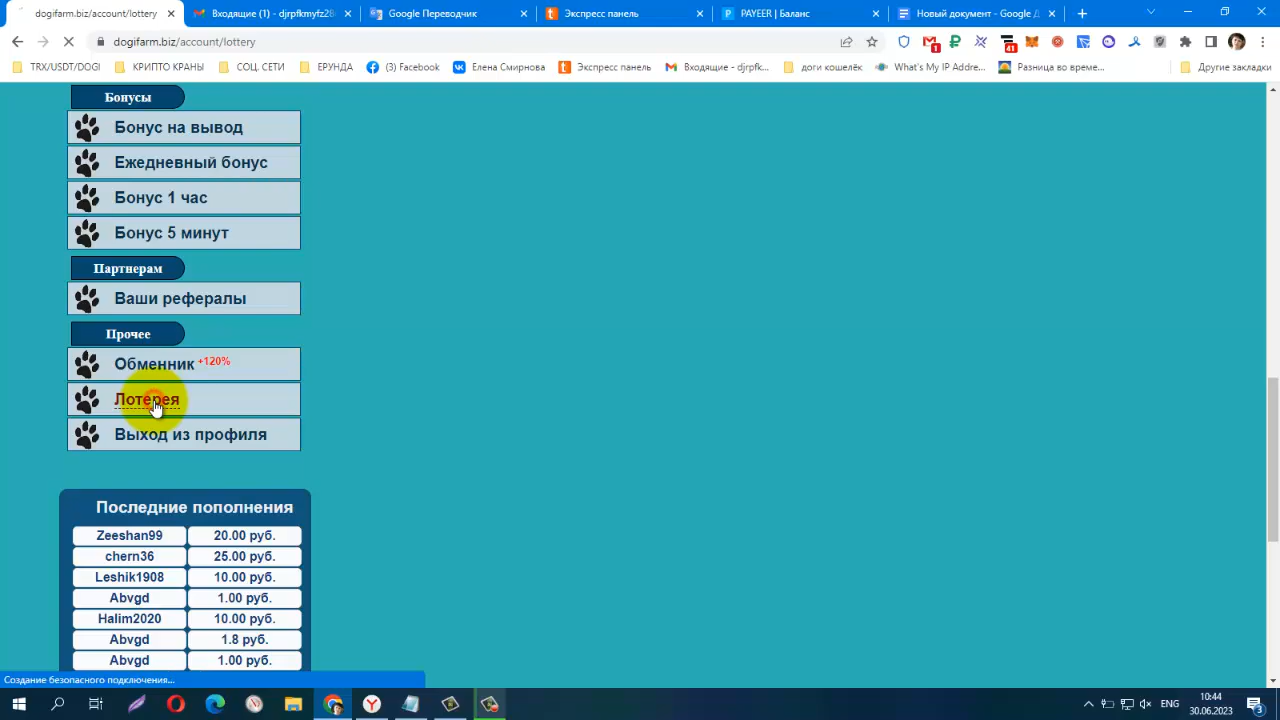 dogifarm.biz/account/lottery
Входящие (1) - djrpfkmyfz28
Google Переводчик
Экспресс панель
PAYEER | Баланс
Новый документ - Google Д
dogifarm.biz/account/lottery
1
41
TRX/USDT/DOGI
КРИПТО КРАНЫ
СОЦ. СЕТИ
ЕРУНДА
(3) Facebook
Елена Смирнова
Экспресс панель
Входящие - djrpfk...
доги кошелёк
What's My IP Addre...
Разница во време...
Другие закладки
Бонусы
Бонус на вывод
Ежедневный бонус
Бонус 1 час
Бонус 5 минут
Партнерам
Ваши рефералы
Прочее
Обменник +120%
Лотерея
Выход из профиля
Последние пополнения
Zeeshan99 20.00 руб.
chern36 25.00 руб.
Leshik1908 10.00 руб.
Abvgd 1.00 руб.
Halim2020 10.00 руб.
Abvgd 1.8 руб.
Abvgd 1.00 руб.
Создание безопасного подключения...
ENG
10:44
30.06.2023
3